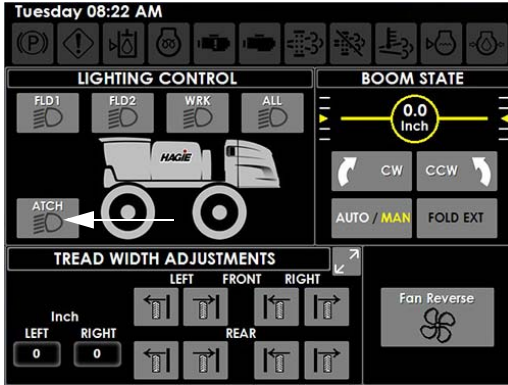 Tuesday 08:22 AM
(P)
LIGHTING CONTROL
FLD1 FLD2 WRK ALL
HAGIE
ATCH
BOOM STATE
0.0
Inch
CW CCW
AUTO / MAN FOLD EXT
TREAD WIDTH ADJUSTMENTS
LEFT FRONT RIGHT
Inch
LEFT RIGHT
REAR
0 0
Fan Reverse